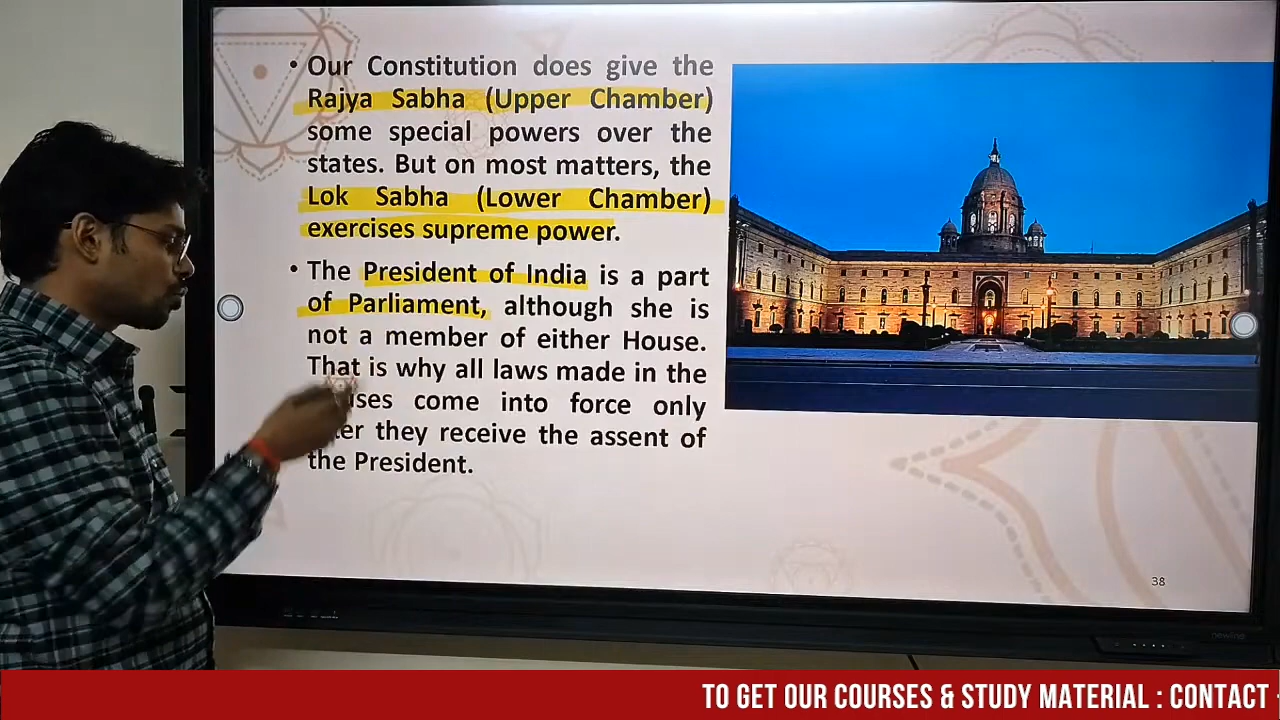 • Our Constitution does give the
Rajya Sabha (Upper Chamber)
some special powers over the
states. But on most matters, the
Lok Sabha (Lower Chamber)
exercises supreme power.
• The President of India is a part
of Parliament, although she is
not a member of either House.
That is why all laws made in the
come into force only
they receive the assent of
the President.
38
newline
TO GET OUR COURSES & STUDY MATERIAL : CONTACT